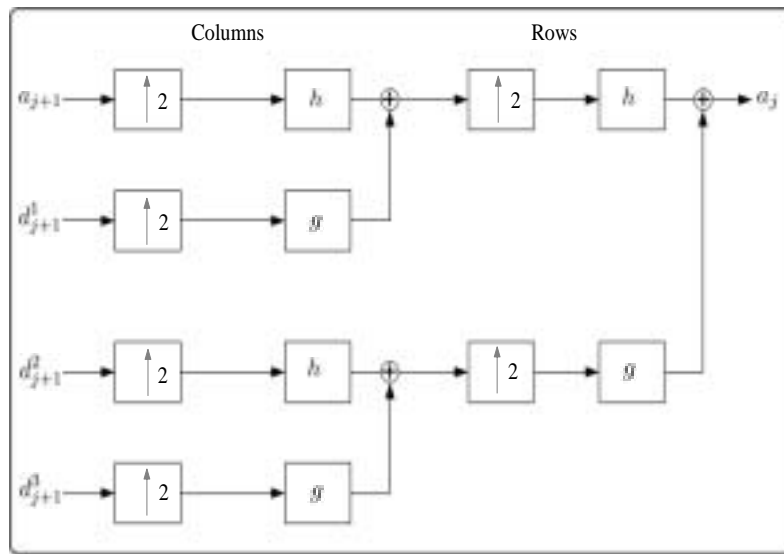 Columns Rows
a_{j+1} ↑ 2 h + ↑ 2 h + a_j
d^1_{j+1} ↑ 2 g
d^2_{j+1} ↑ 2 h + ↑ 2 g
d^3_{j+1} ↑ 2 g